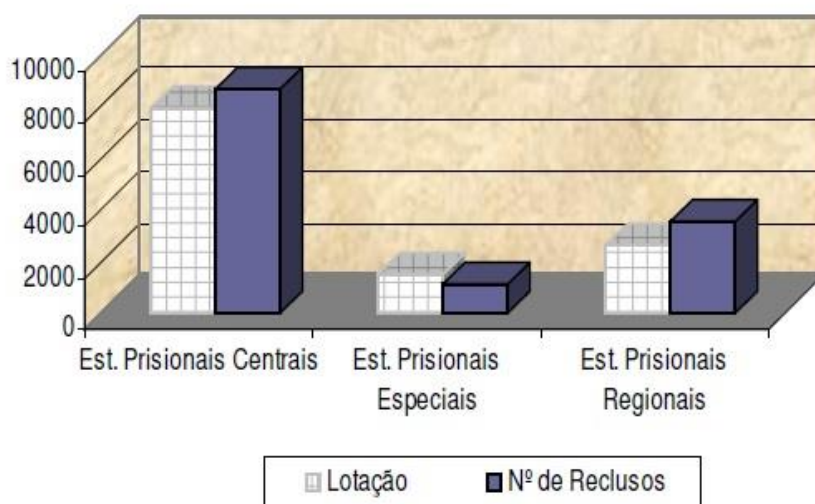 10000
8000
6000
4000
2000
0
Est. Prisionais Centrais
Est. Prisionais
Especiais
Est. Prisionais
Regionais
Lotação
Nº de Reclusos